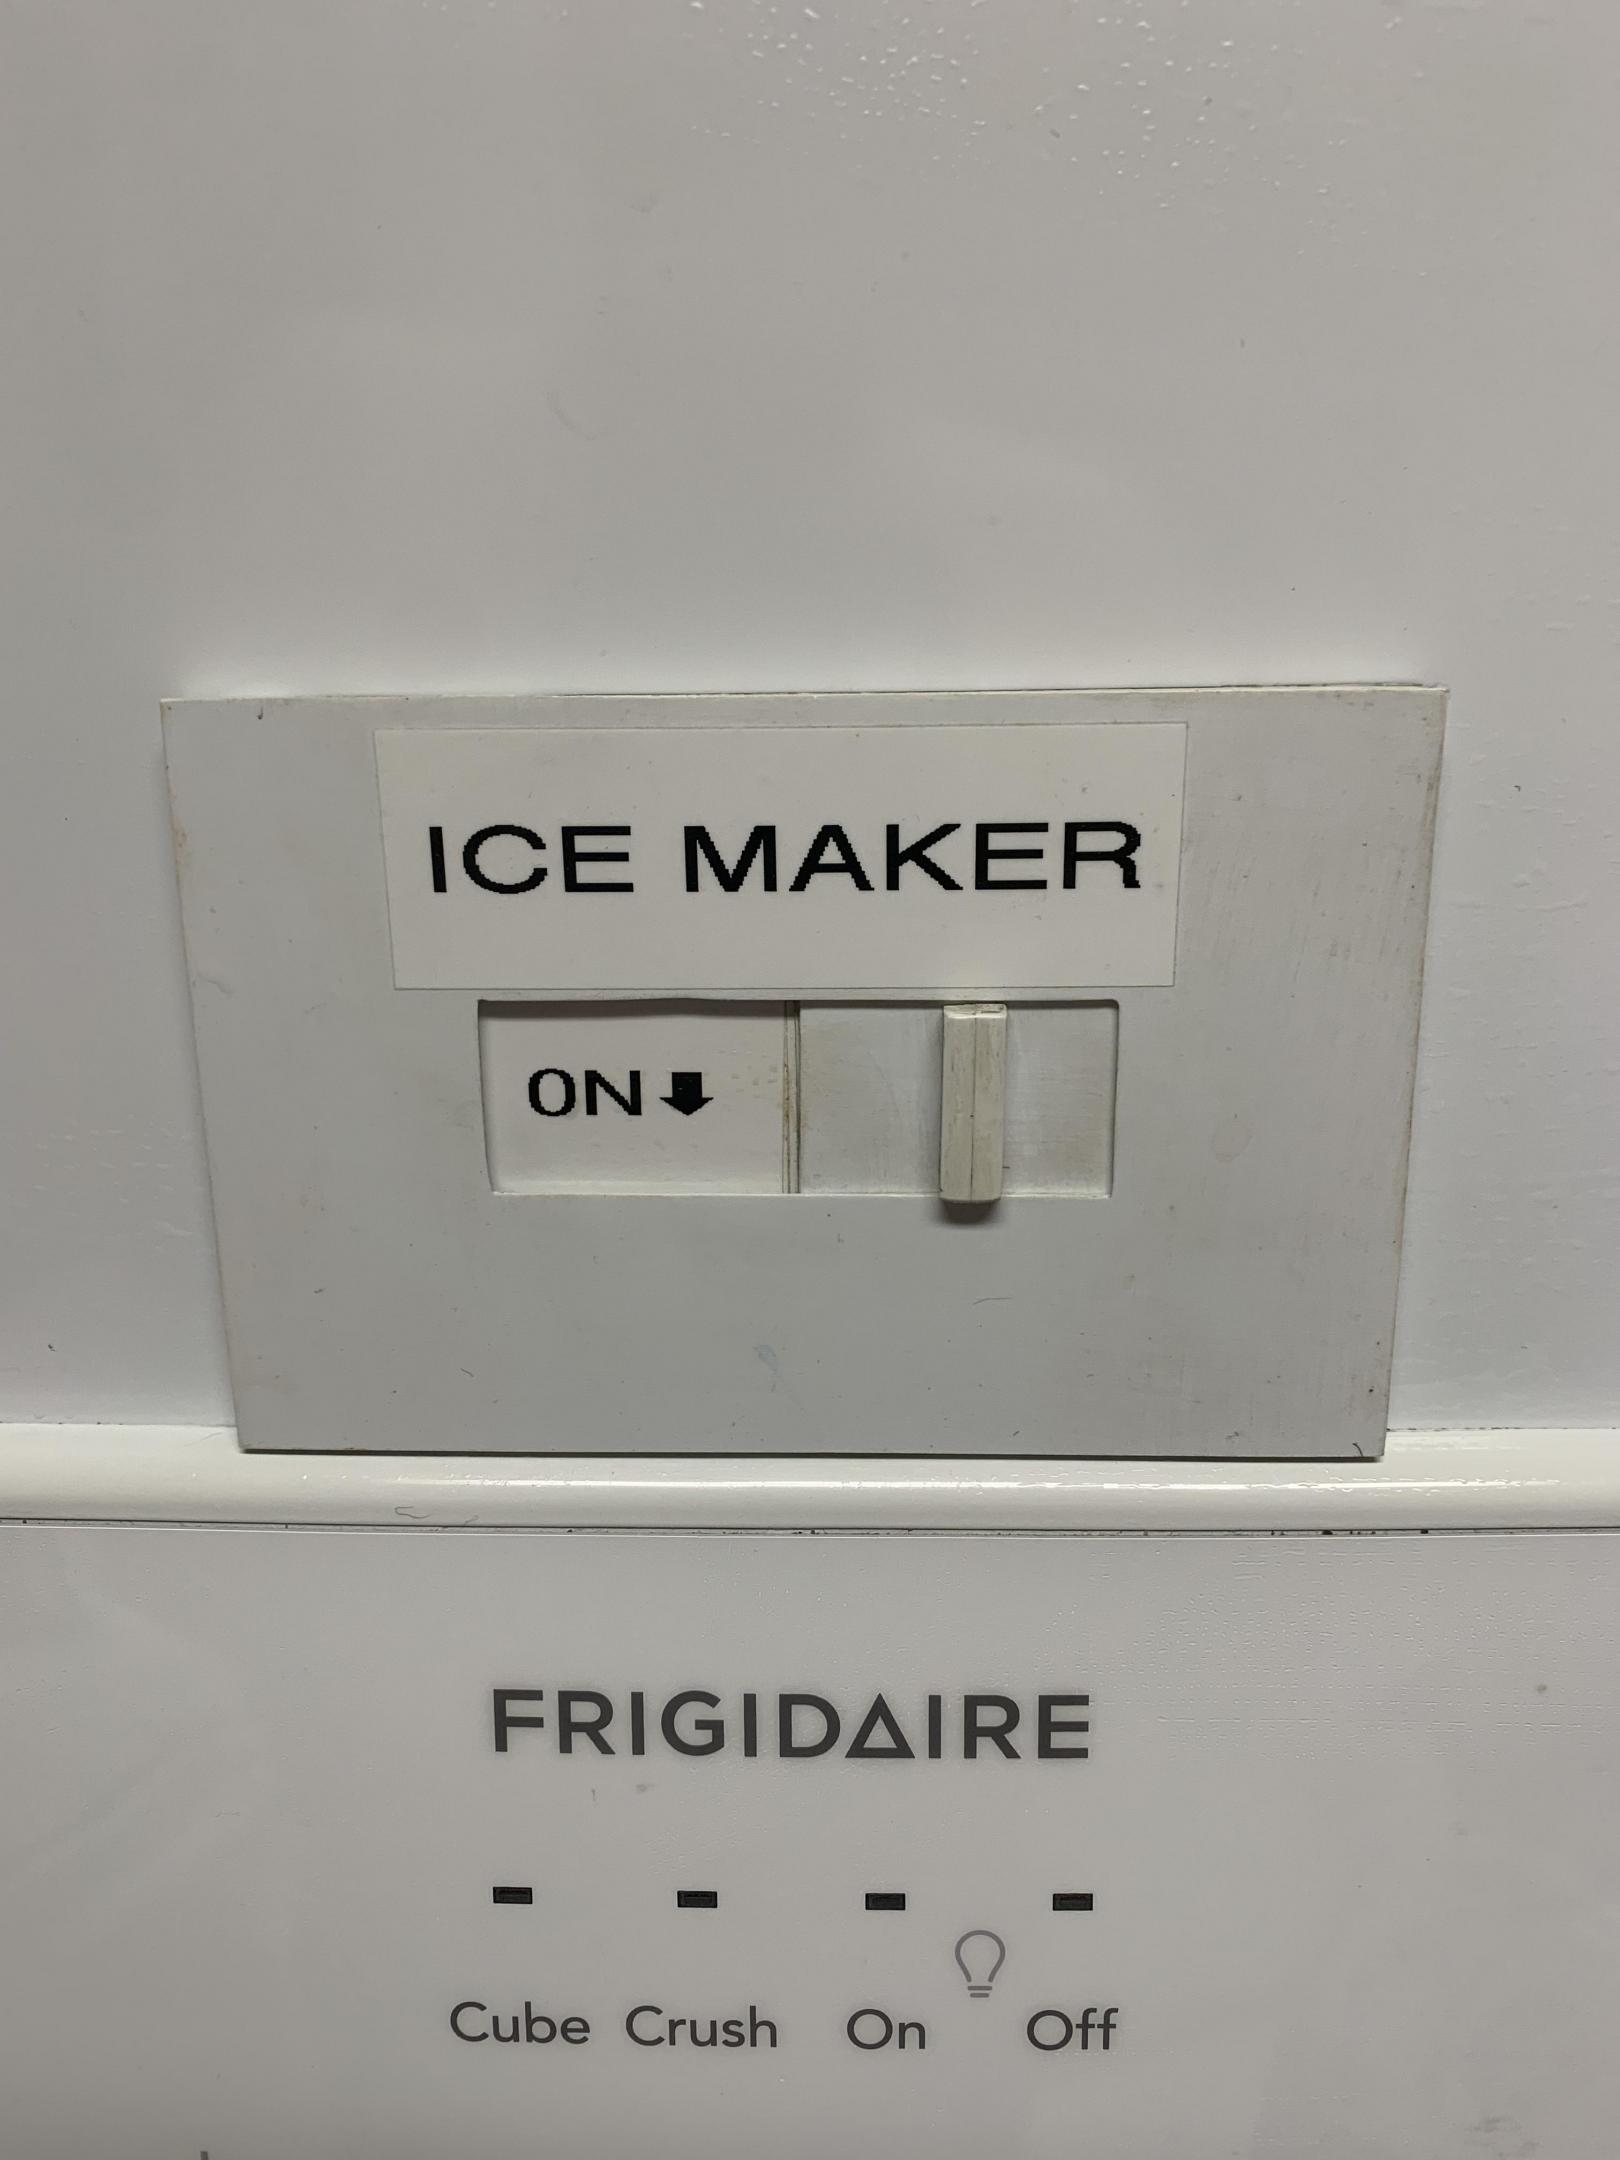 ICE MAKER
ON
FRIGIDAIRE
Cube Crush On Off